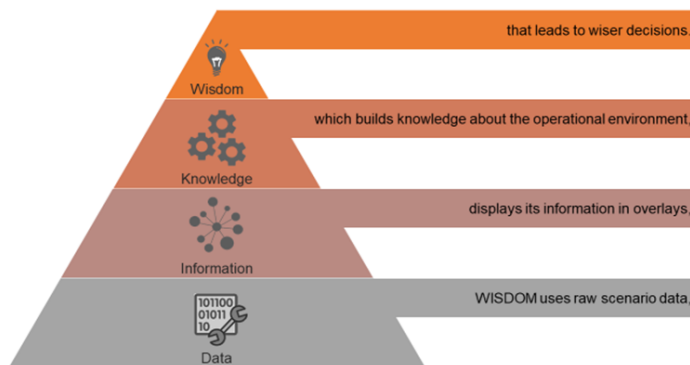 that leads to wiser decisions.
Wisdom
which builds knowledge about the operational environment,
Knowledge
displays its information in overlays,
Information
WISDOM uses raw scenario data,
101100
01011
10
Data